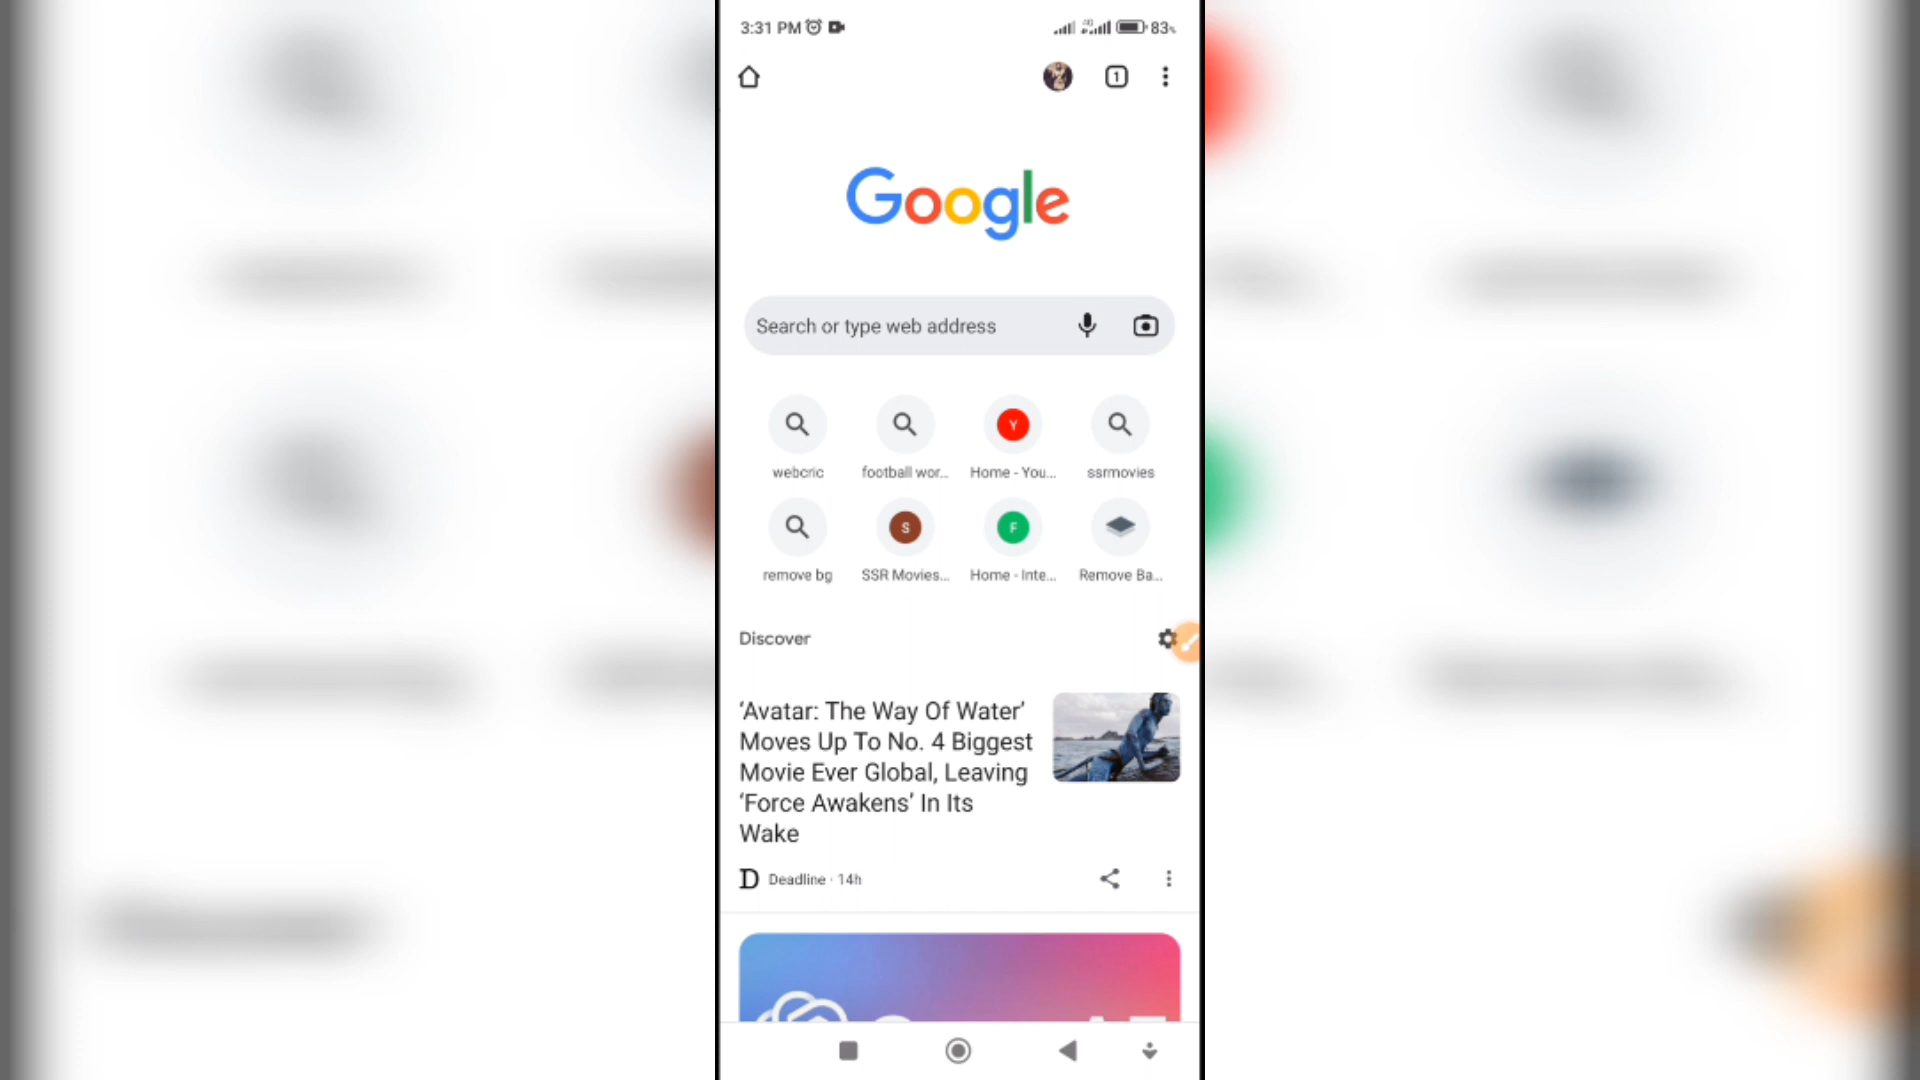 3:31 PM 4G 83%
1
Google
Search or type web address
Y
webcric football wor... Home - You... ssrmovies
S F
remove bg SSR Movies... Home - Inte... Remove Ba...
Discover
‘Avatar: The Way Of Water’
Moves Up To No. 4 Biggest
Movie Ever Global, Leaving
‘Force Awakens’ In Its
Wake
D Deadline · 14h